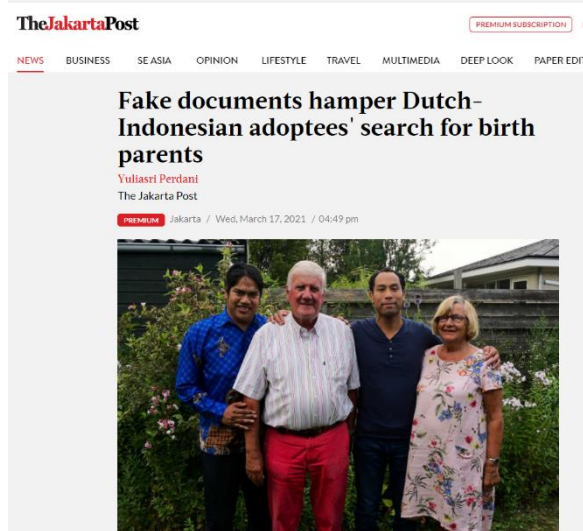 TheJakartaPost
PREMIUM SUBSCRIPTION
NEWS BUSINESS SE ASIA OPINION LIFESTYLE TRAVEL MULTIMEDIA DEEP LOOK PAPER EDIT
Fake documents hamper Dutch-
Indonesian adoptees' search for birth
parents
Yuliasri Perdani
The Jakarta Post
PREMIUM Jakarta / Wed, March 17, 2021 / 04:49 pm